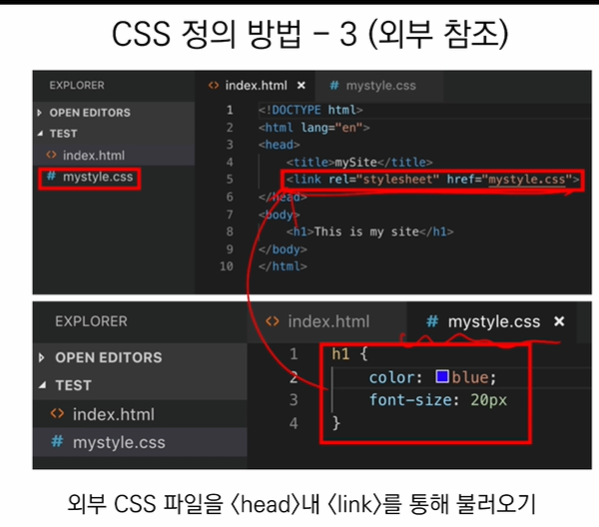 CSS 정의 방법 - 3 (외부 참조)
EXPLORER
OPEN EDITORS
TEST
<> index.html
# mystyle.css
<> index.html ×
# mystyle.css
1 <!DOCTYPE html>
2 <html lang="en">
3 <head>
4 <title>mySite</title>
5 <link rel="stylesheet" href="mystyle.css">
6 </head>
7 <body>
8 <h1>This is my site</h1>
9 </body>
10 </html>
EXPLORER
OPEN EDITORS
TEST
<> index.html
# mystyle.css
<> index.html
# mystyle.css ×
1 h1 {
2 color: blue;
3 font-size: 20px
4 }
외부 CSS 파일을 <head>내 <link>를 통해 불러오기